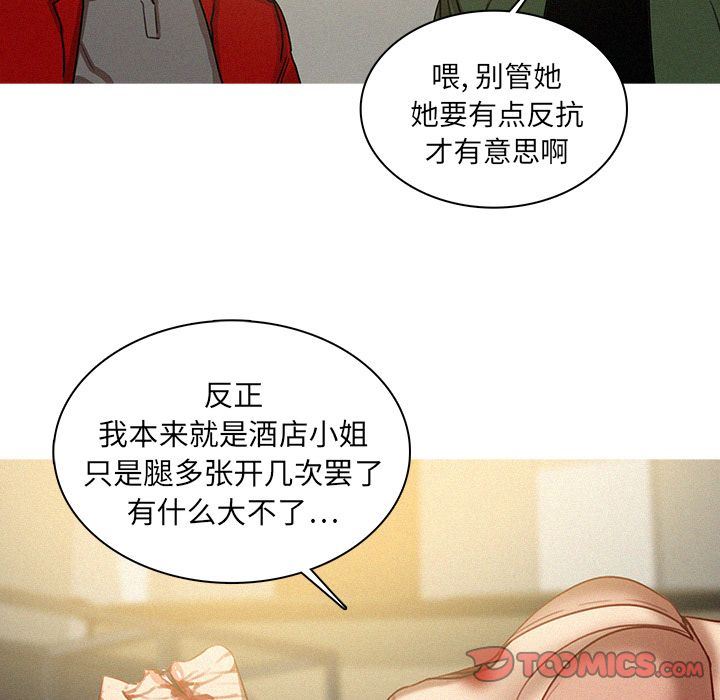 喂, 别管她
她要有点反抗
才有意思啊
反正
我本来就是酒店小姐
只是腿多张开几次罢了
有什么大不了...
TOOMICS.COM